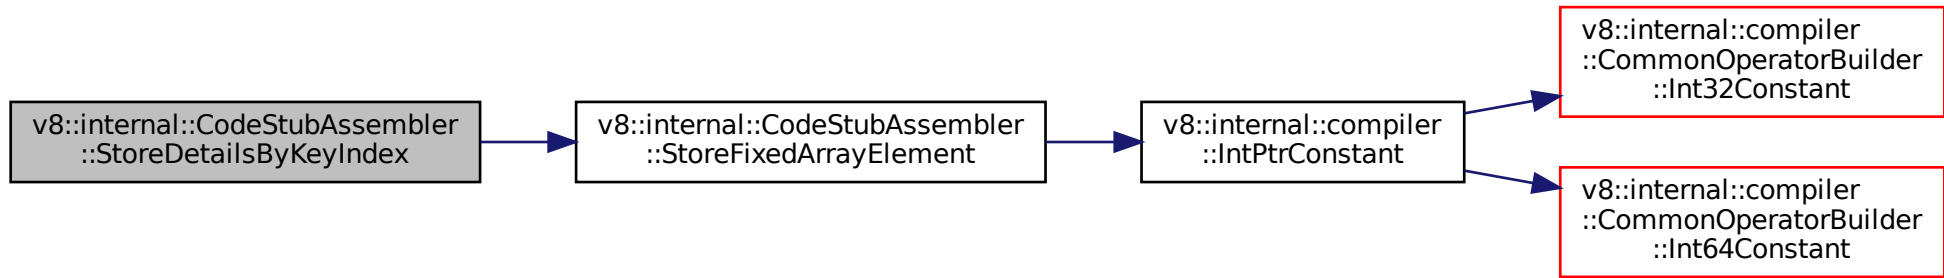 v8::internal::CodeStubAssembler
::StoreDetailsByKeyIndex
v8::internal::CodeStubAssembler
::StoreFixedArrayElement
v8::internal::compiler
::IntPtrConstant
v8::internal::compiler
::CommonOperatorBuilder
::Int32Constant
v8::internal::compiler
::CommonOperatorBuilder
::Int64Constant